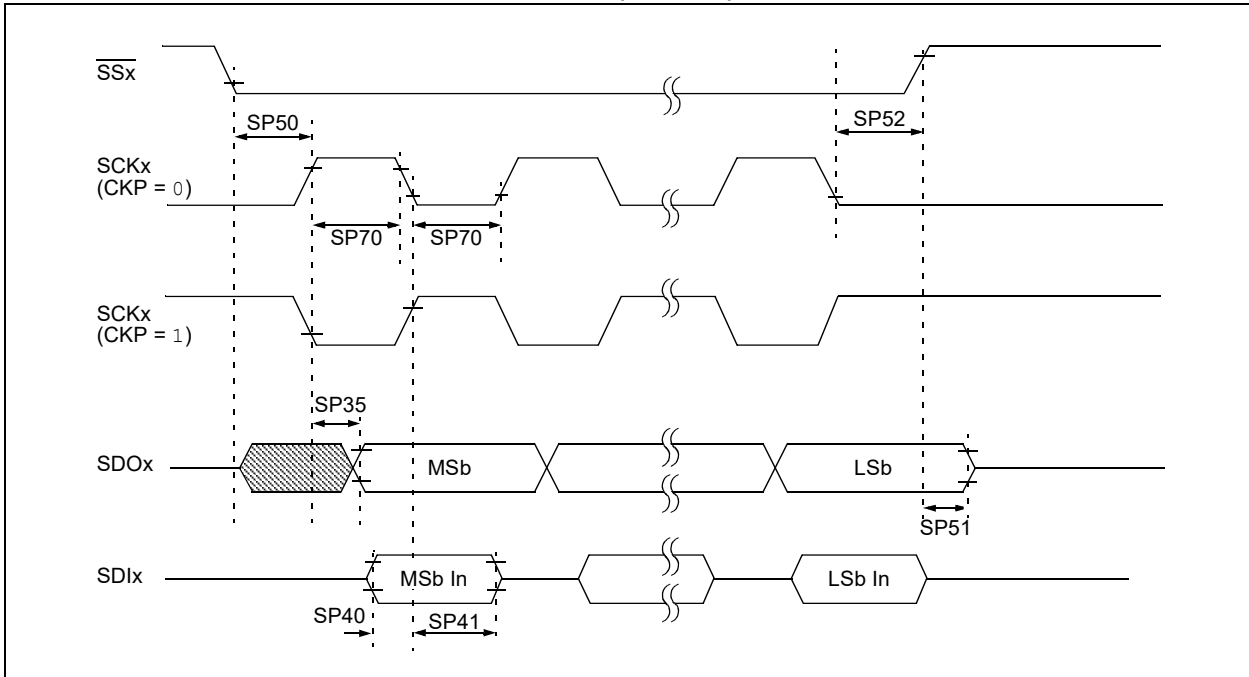 SSx
SP50
SP52
SCKx
(CKP = 0)
SP70
SP70
SCKx
(CKP = 1)
SP35
SDOx
MSb
LSb
SP51
SDIx
MSb In
LSb In
SP40
SP41